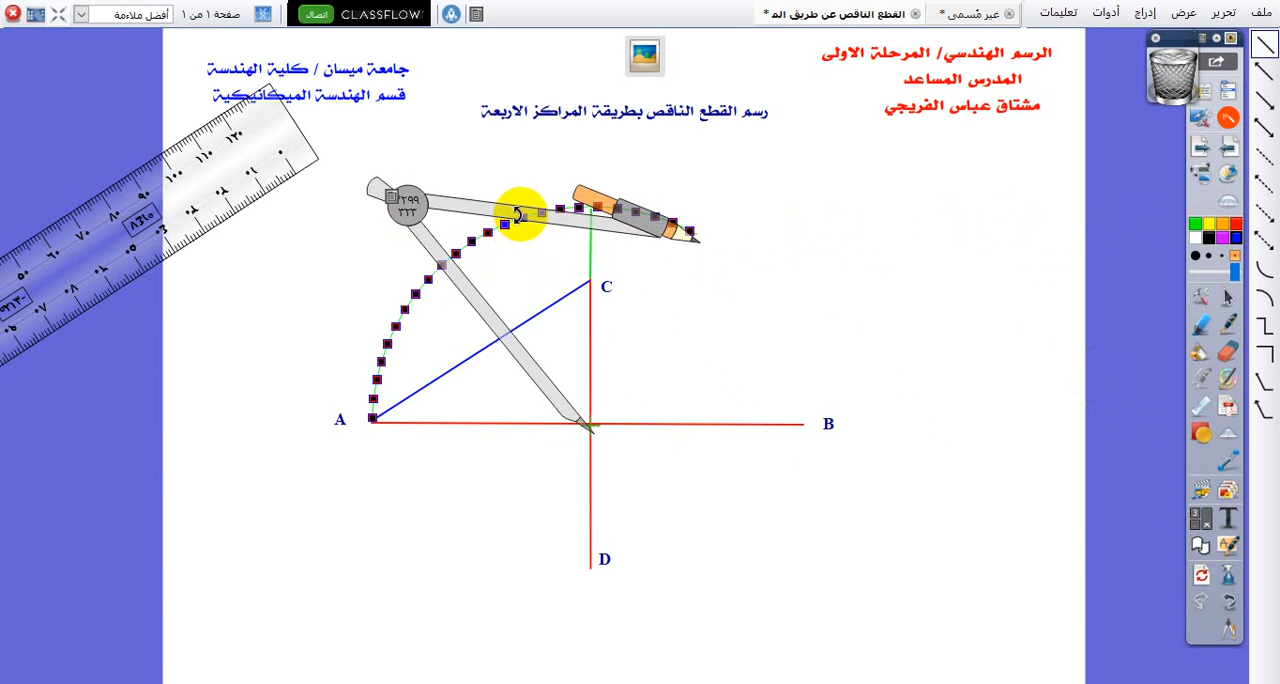 ملف تحرير عرض إدراج أدوات تعليمات
غير مُسمى *
القطع الناقص عن طريق الم *
CLASSFLOW اتصال
صفحة ١ من ١
أفضل ملاءمة
الرسم الهندسي/ المرحلة الاولى
المدرس المساعد
مشتاق عباس الفريجي
جامعة ميسان / كلية الهندسة
قسم الهندسة الميكانيكية
رسم القطع الناقص بطريقة المراكز الاربعة
٣٢٣
C
A
B
D